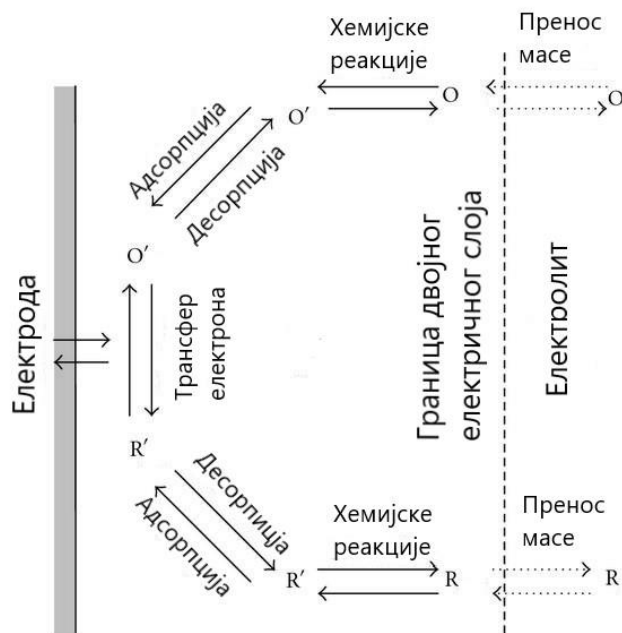 Хемијске
реакције
Пренос
масе
O
O
O′
Адсорпција
Десорпција
O′
Електрода
Трансфер
електрона
Граница двојног
електричног слоја
Електролит
R′
Десорпицја
Адсорпција
R′
Хемијске
реакције
R
Пренос
масе
R